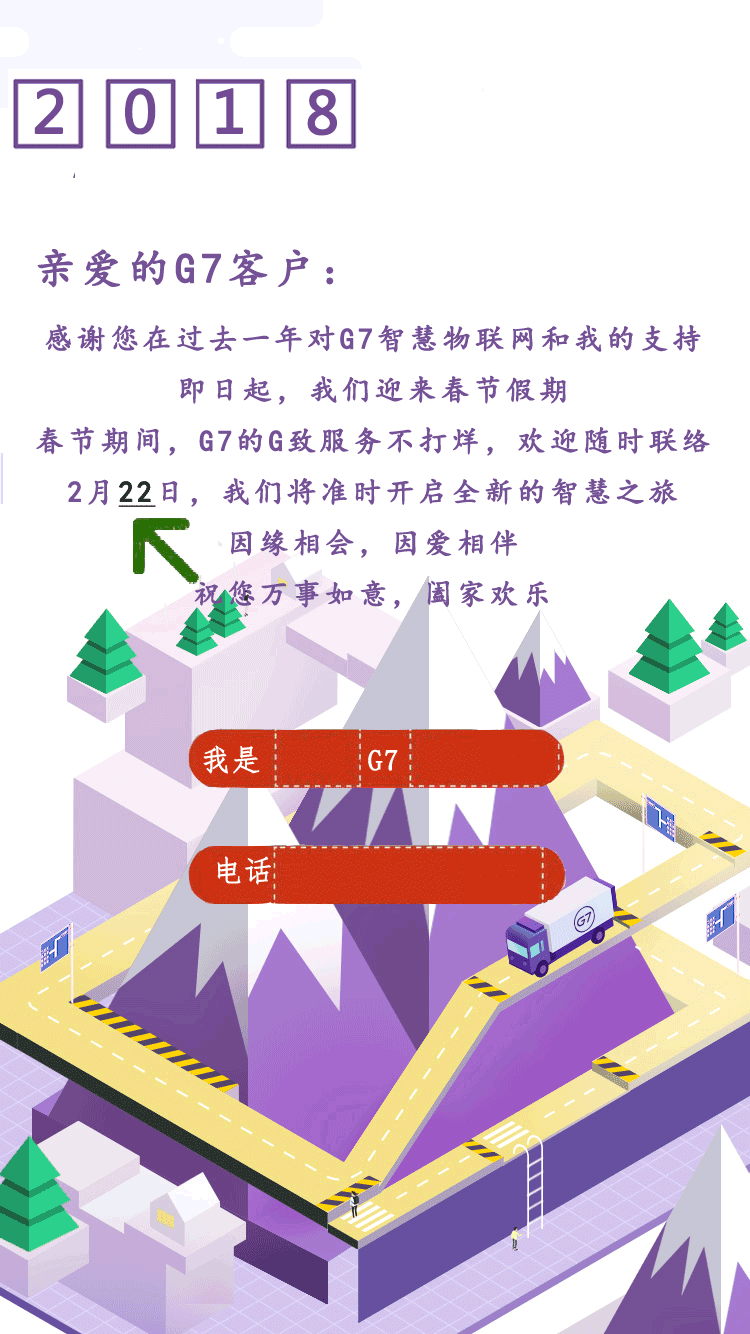 2018
亲爱的G7客户：
感谢您在过去一年对G7智慧物联网和我的支持
即日起，我们迎来春节假期
春节期间，G7的G致服务不打烊，欢迎随时联络
2月22日，我们将准时开启全新的智慧之旅
因缘相会，因爱相伴
祝您万事如意，阖家欢乐
我是 G7
电话
G7